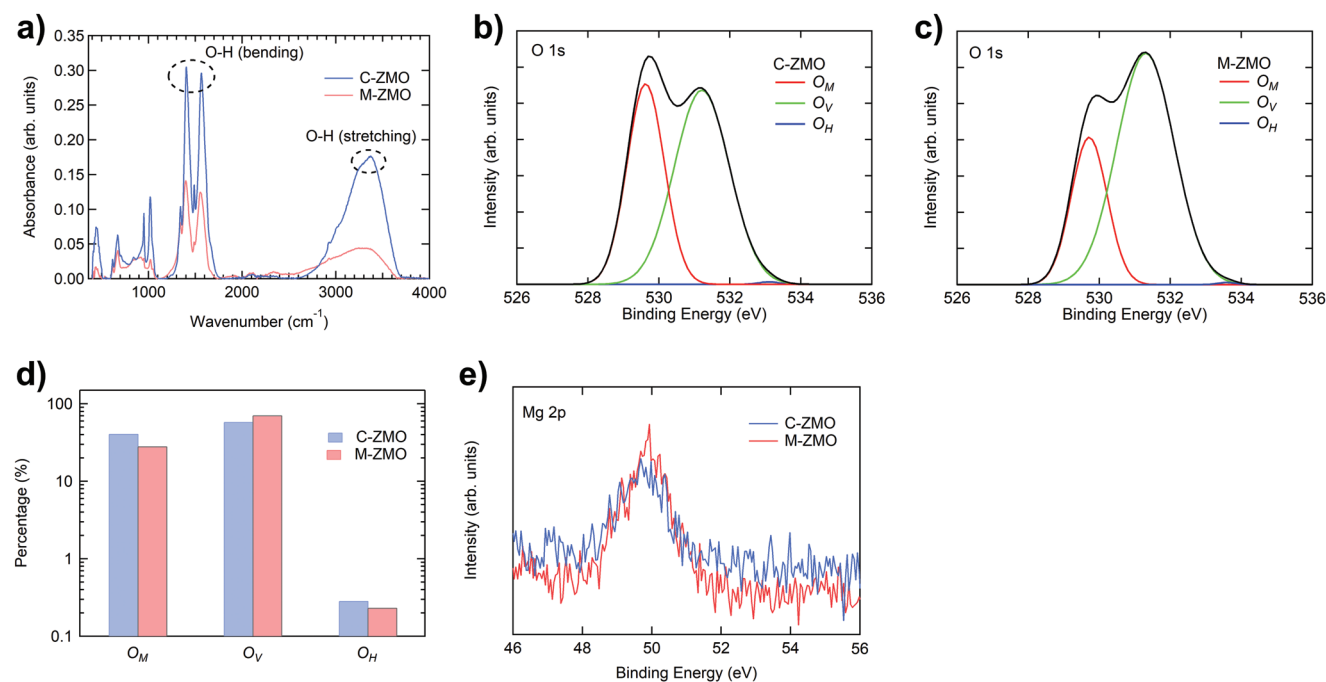 a)
0.35
0.30
0.25
0.20
0.15
0.10
0.05
0.00
Absorbance (arb. units)
O-H (bending)
C-ZMO
M-ZMO
O-H (stretching)
1000
2000
3000
4000
Wavenumber (cm⁻¹)
b)
O 1s
C-ZMO
O_M
O_V
O_H
Intensity (arb. units)
526
528
530
532
534
536
Binding Energy (eV)
c)
O 1s
M-ZMO
O_M
O_V
O_H
Intensity (arb. units)
526
528
530
532
534
536
Binding Energy (eV)
d)
100
10
1
0.1
Percentage (%)
C-ZMO
M-ZMO
O_M
O_V
O_H
e)
Mg 2p
C-ZMO
M-ZMO
Intensity (arb. units)
46
48
50
52
54
56
Binding Energy (eV)